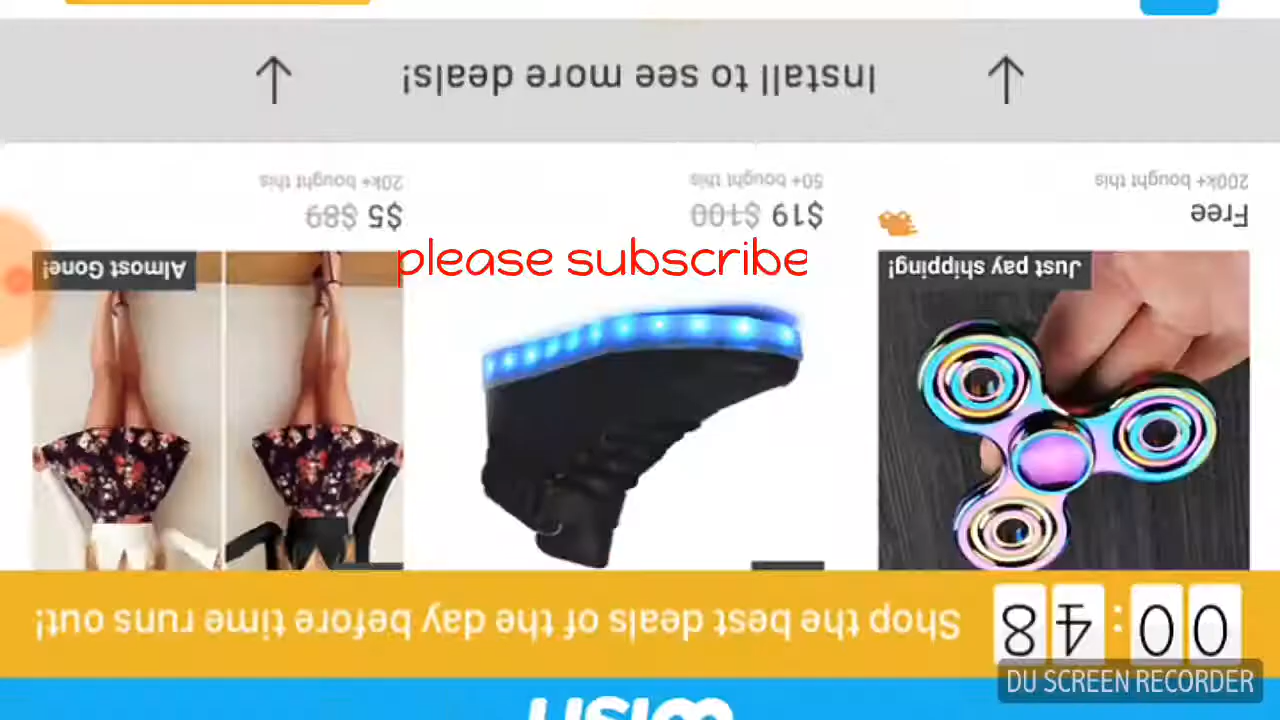 wish
00:48 Shop the best deals of the day before time runs out!
Just pay shipping!
Almost Gone!
Free
200k+ bought this
$19 $100
50+ bought this
$5 $89
20k+ bought this
Install to see more deals!
please subscribe
DU SCREEN RECORDER